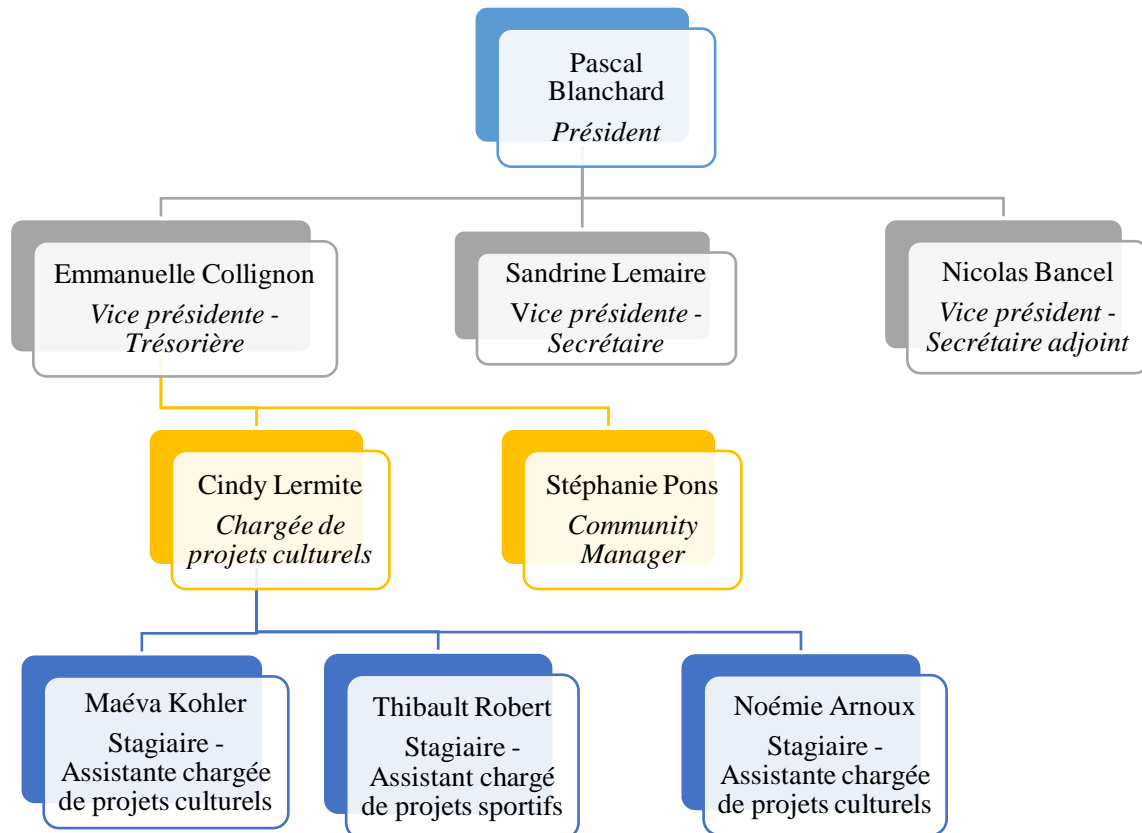 Pascal
Blanchard
Président
Emmanuelle Collignon
Vice présidente -
Trésorière
Sandrine Lemaire
Vice présidente -
Secrétaire
Nicolas Bancel
Vice président -
Secrétaire adjoint
Cindy Lermite
Chargée de
projets culturels
Stéphanie Pons
Community
Manager
Maéva Kohler
Stagiaire -
Assistante chargée
de projets culturels
Thibault Robert
Stagiaire -
Assistant chargé
de projets sportifs
Noémie Arnoux
Stagiaire -
Assistante chargée
de projets culturels